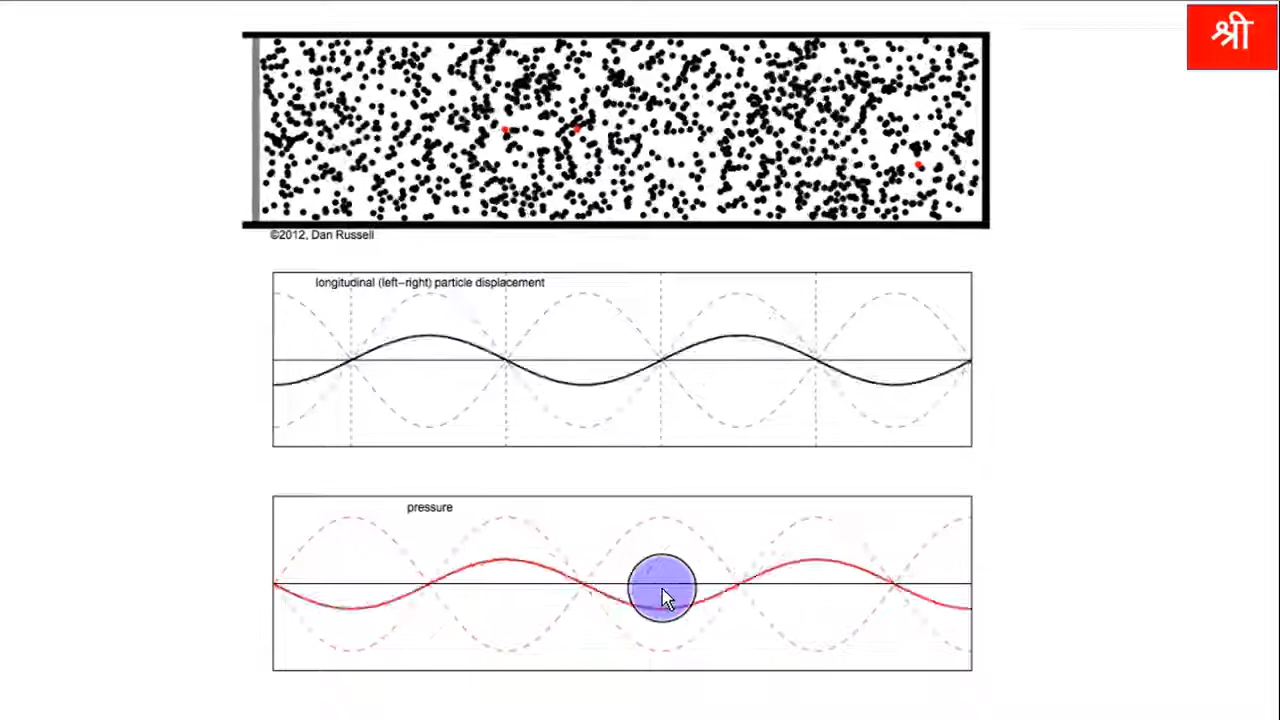 श्री
©2012, Dan Russell
longitudinal (left-right) particle displacement
pressure